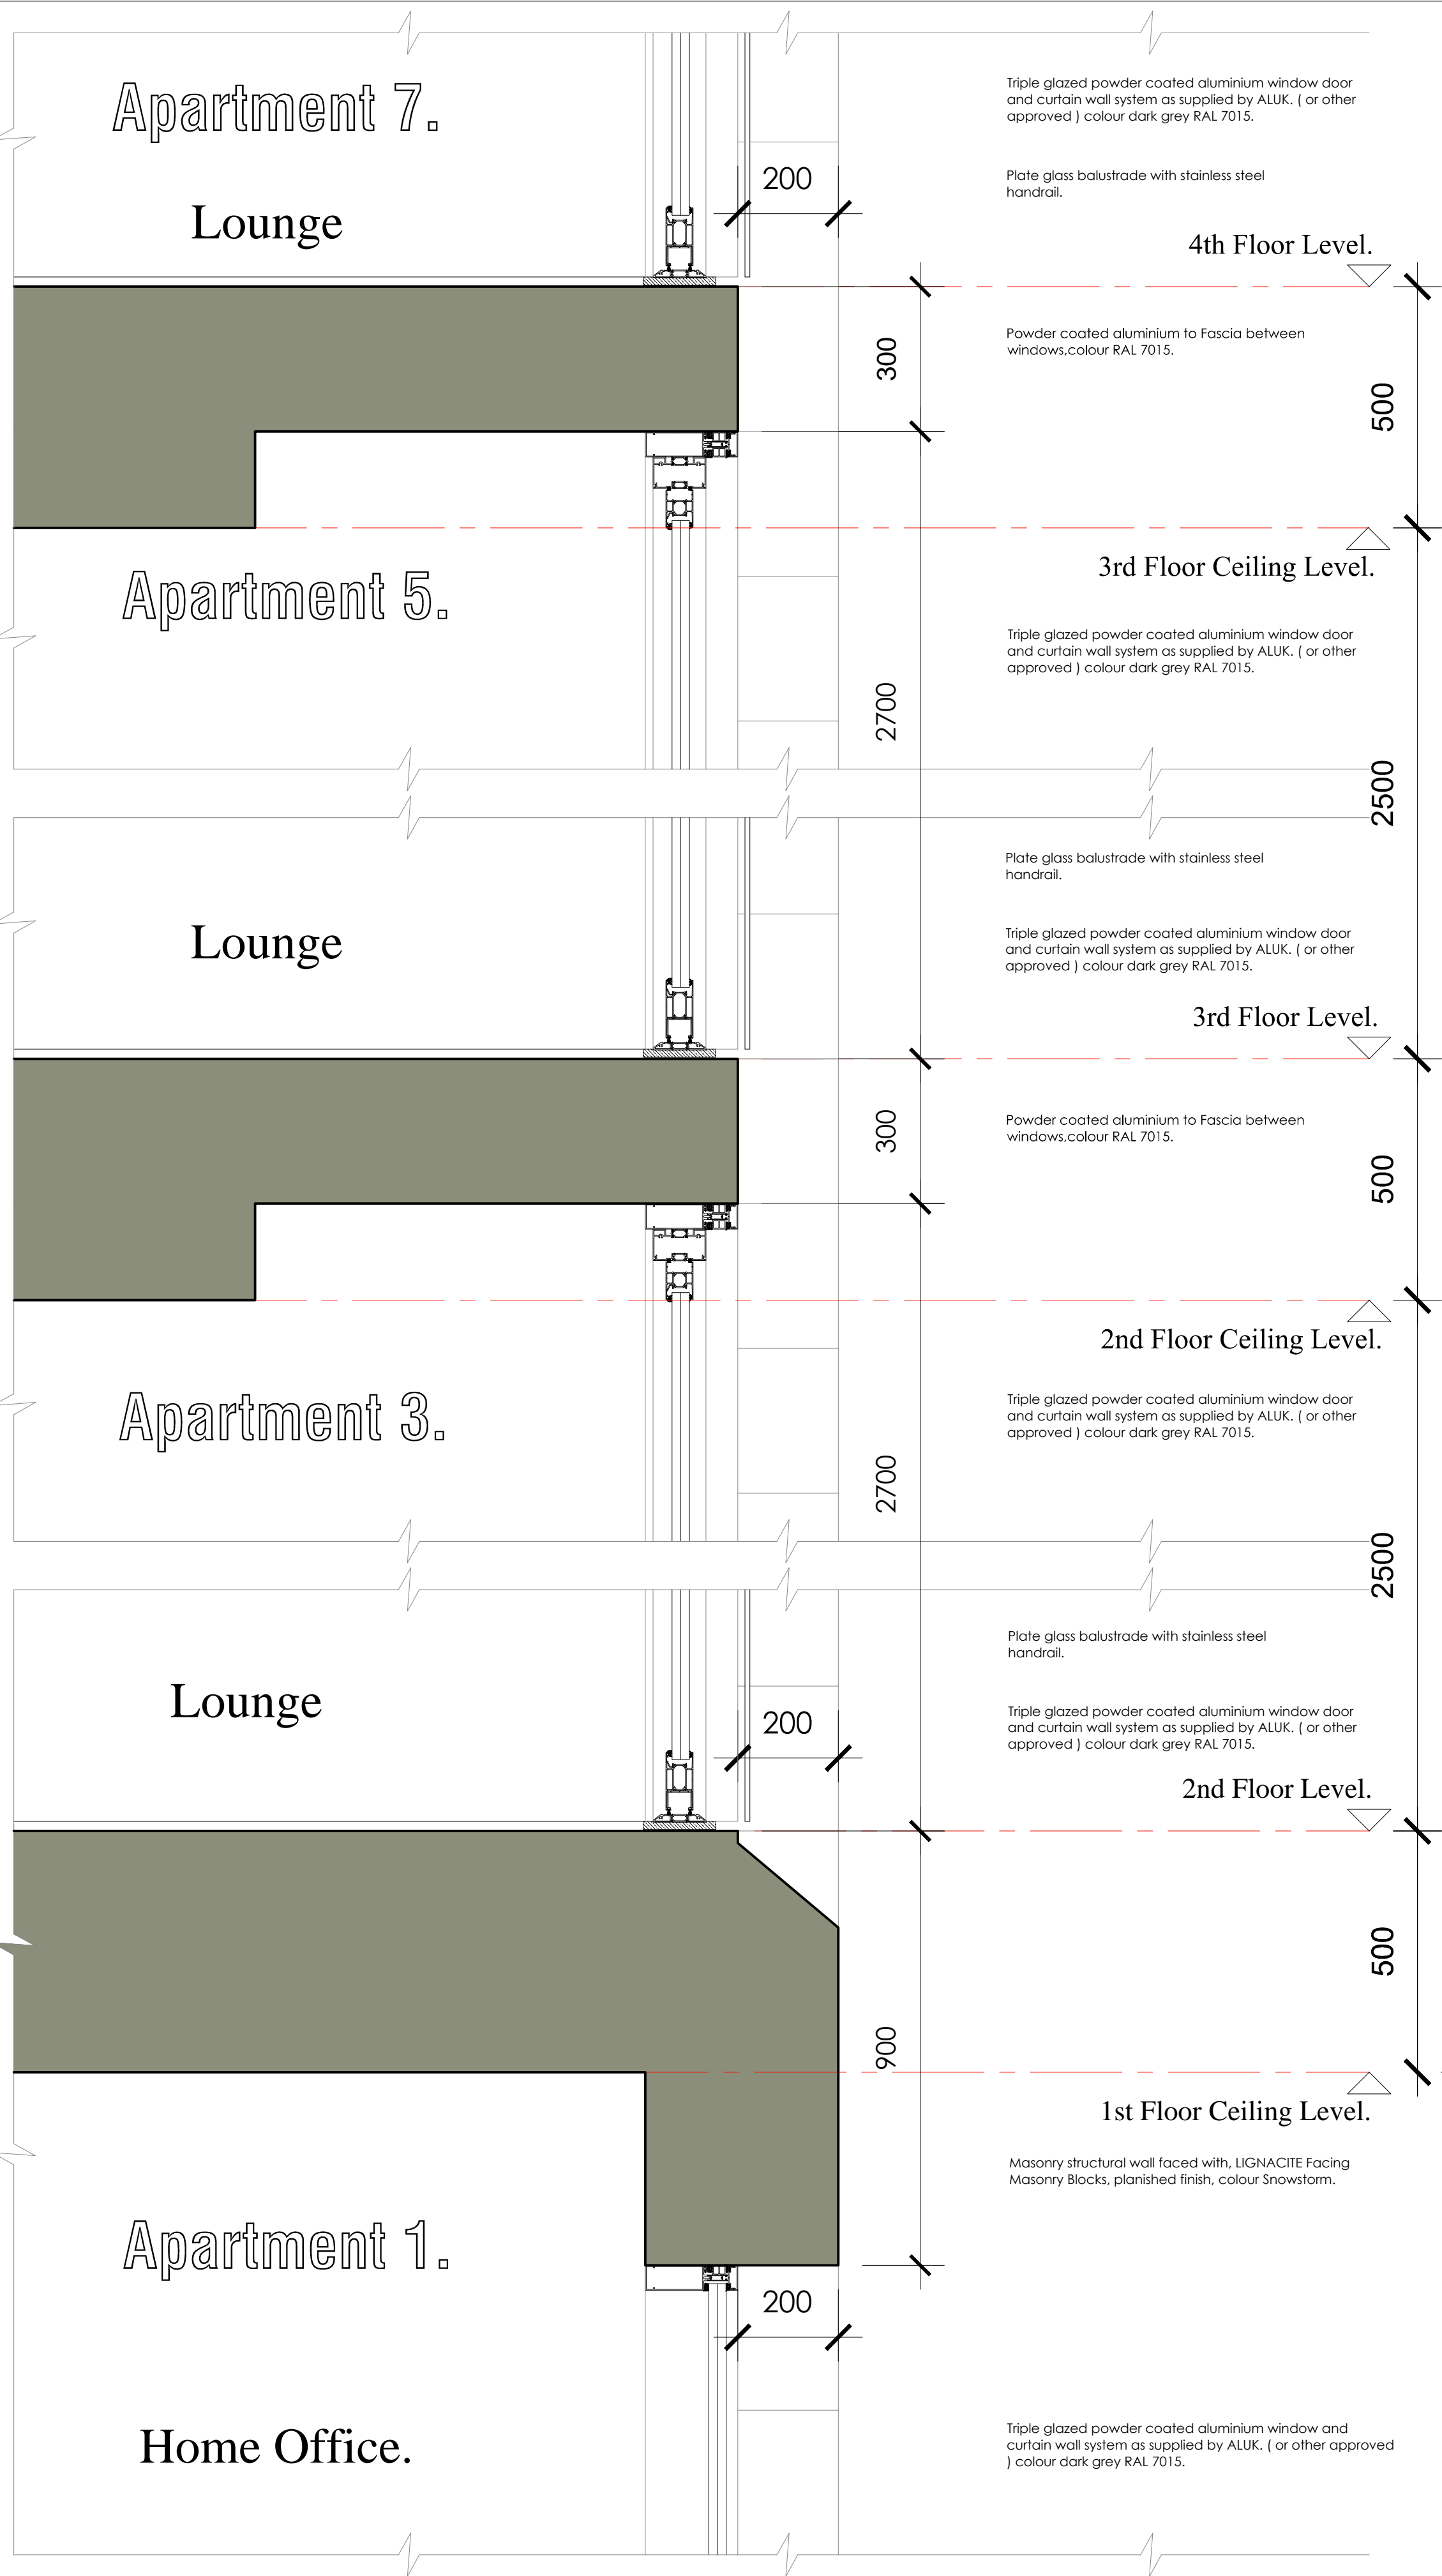 Apartment 7.
Triple glazed powder coated aluminium window door
and curtain wall system as supplied by ALUK. ( or other
approved ) colour dark grey RAL 7015.
200
Plate glass balustrade with stainless steel
handrail.
Lounge
4th Floor Level.
300
Powder coated aluminium to Fascia between
windows,colour RAL 7015.
500
3rd Floor Ceiling Level.
Apartment 5.
Triple glazed powder coated aluminium window door
and curtain wall system as supplied by ALUK. ( or other
approved ) colour dark grey RAL 7015.
2700
2500
Plate glass balustrade with stainless steel
handrail.
Lounge
Triple glazed powder coated aluminium window door
and curtain wall system as supplied by ALUK. ( or other
approved ) colour dark grey RAL 7015.
3rd Floor Level.
300
Powder coated aluminium to Fascia between
windows,colour RAL 7015.
500
2nd Floor Ceiling Level.
Apartment 3.
Triple glazed powder coated aluminium window door
and curtain wall system as supplied by ALUK. ( or other
approved ) colour dark grey RAL 7015.
2700
2500
Plate glass balustrade with stainless steel
handrail.
Lounge
200
Triple glazed powder coated aluminium window door
and curtain wall system as supplied by ALUK. ( or other
approved ) colour dark grey RAL 7015.
2nd Floor Level.
500
900
1st Floor Ceiling Level.
Masonry structural wall faced with, LIGNACITE Facing
Masonry Blocks, planished finish, colour Snowstorm.
Apartment 1.
200
Home Office.
Triple glazed powder coated aluminium window and
curtain wall system as supplied by ALUK. ( or other approved
) colour dark grey RAL 7015.